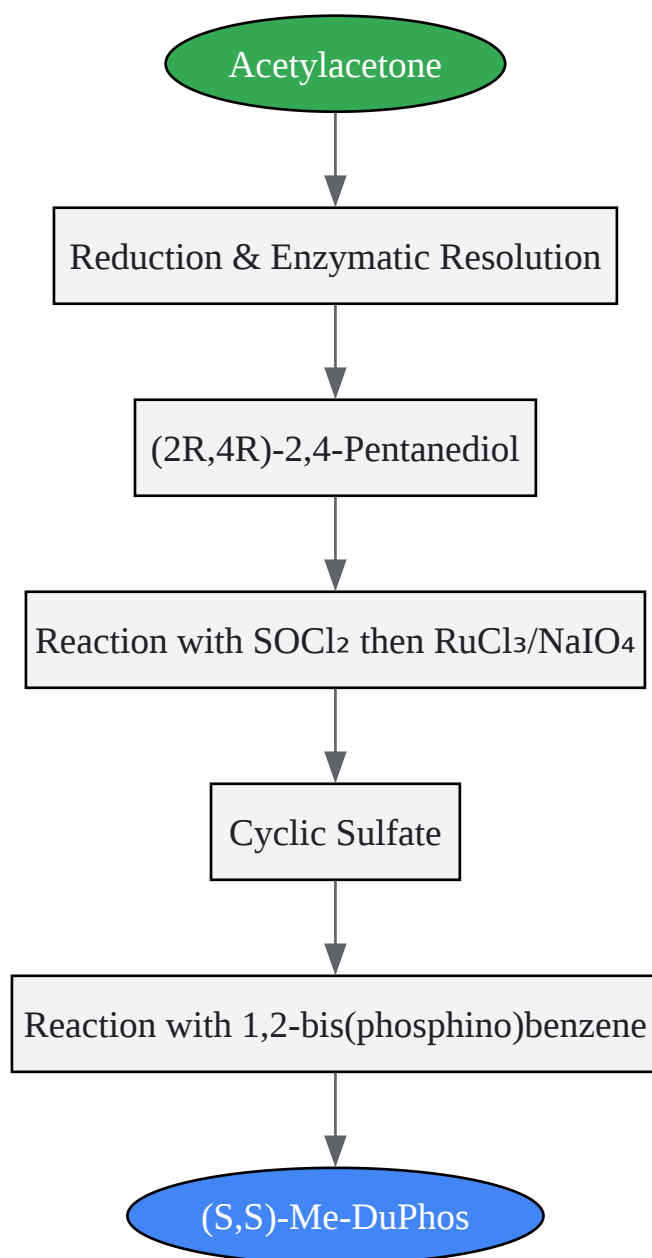 Acetylacetone
Reduction & Enzymatic Resolution
(2R,4R)-2,4-Pentanediol
Reaction with SOCl₂ then RuCl₃/NaIO₄
Cyclic Sulfate
Reaction with 1,2-bis(phosphino)benzene
(S,S)-Me-DuPhos